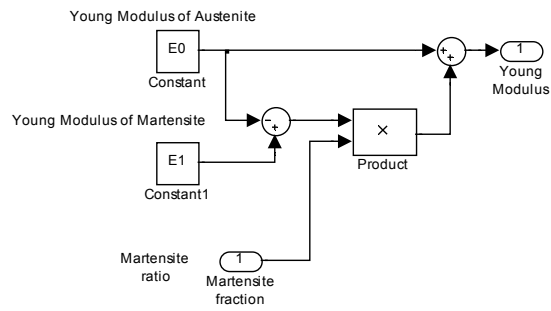 Young Modulus of Austenite
E0
Constant
Young Modulus of Martensite
E1
Constant1
-
+
×
Product
+
+
1
Young
Modulus
Martensite
ratio
1
Martensite
fraction